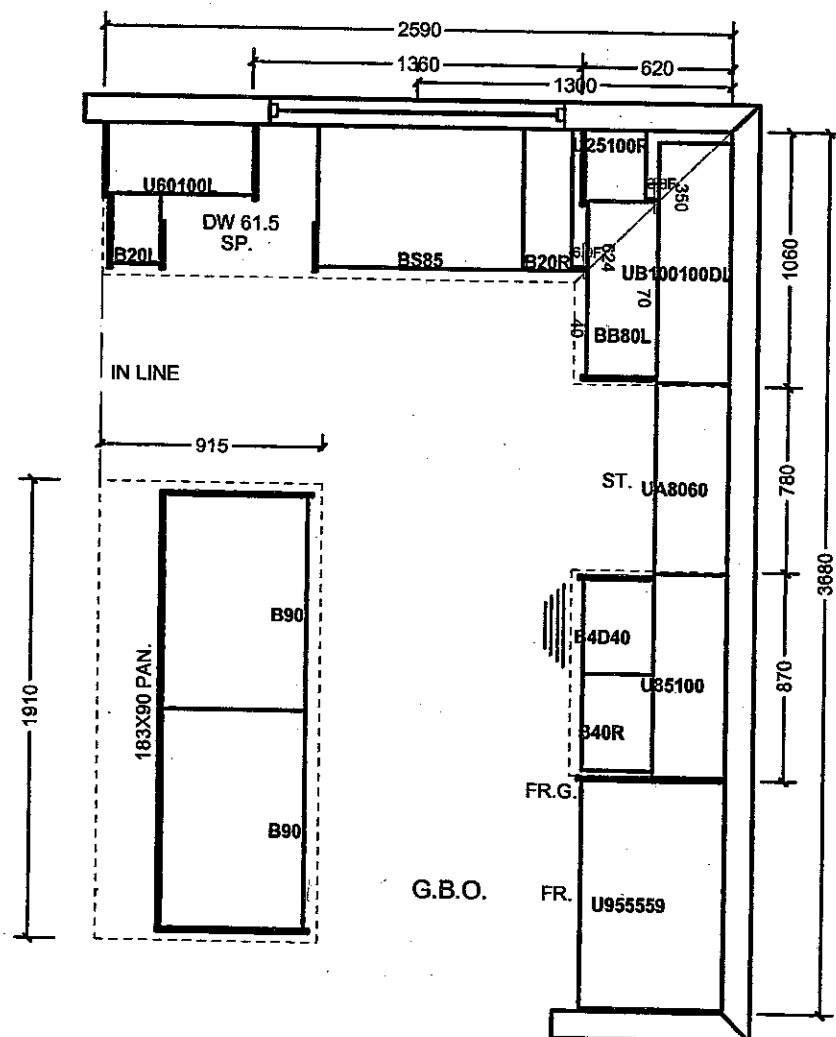 2590
1360
620
1300
U25100R
U60100L
350
DW 61.5
SP.
B20L
BS85
B20R
624
UB100100DL
70
1060
40
BB80L
IN LINE
915
ST.
UA8060
780
3680
B90
B4D40
183X90 PAN.
U85100
870
1910
B40R
FR.G.
B90
G.B.O.
FR.
U955559